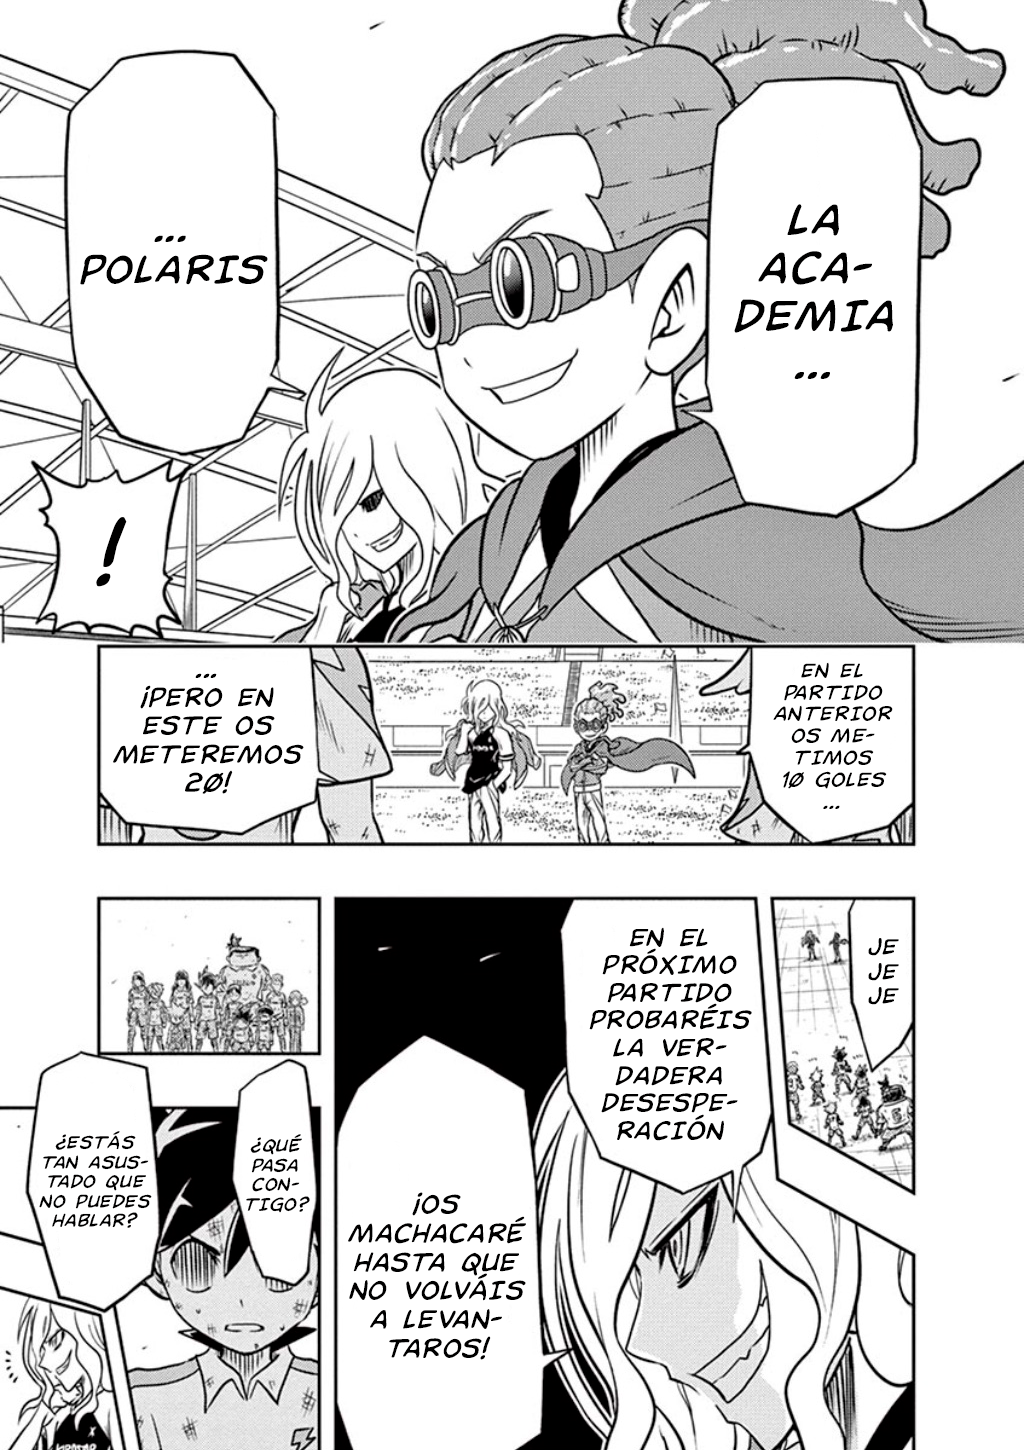 LA
ACA-
DEMIA
...
...
POLARIS
!
EN EL
PARTIDO
ANTERIOR
OS ME-
TIMOS
10 GOLES
...
...
¡PERO EN
ESTE OS
METEREMOS
20!
JE
JE
JE
EN EL
PRÓXIMO
PARTIDO
PROBARÉIS
LA VER-
DADERA
DESESPE-
RACIÓN
¡OS
MACHACARÉ
HASTA QUE
NO VOLVÁIS
A LEVAN-
TAROS!
¿QUÉ
PASA
CON-
TIGO?
¿ESTÁS
TAN ASUS-
TADO QUE
NO PUEDES
HABLAR?